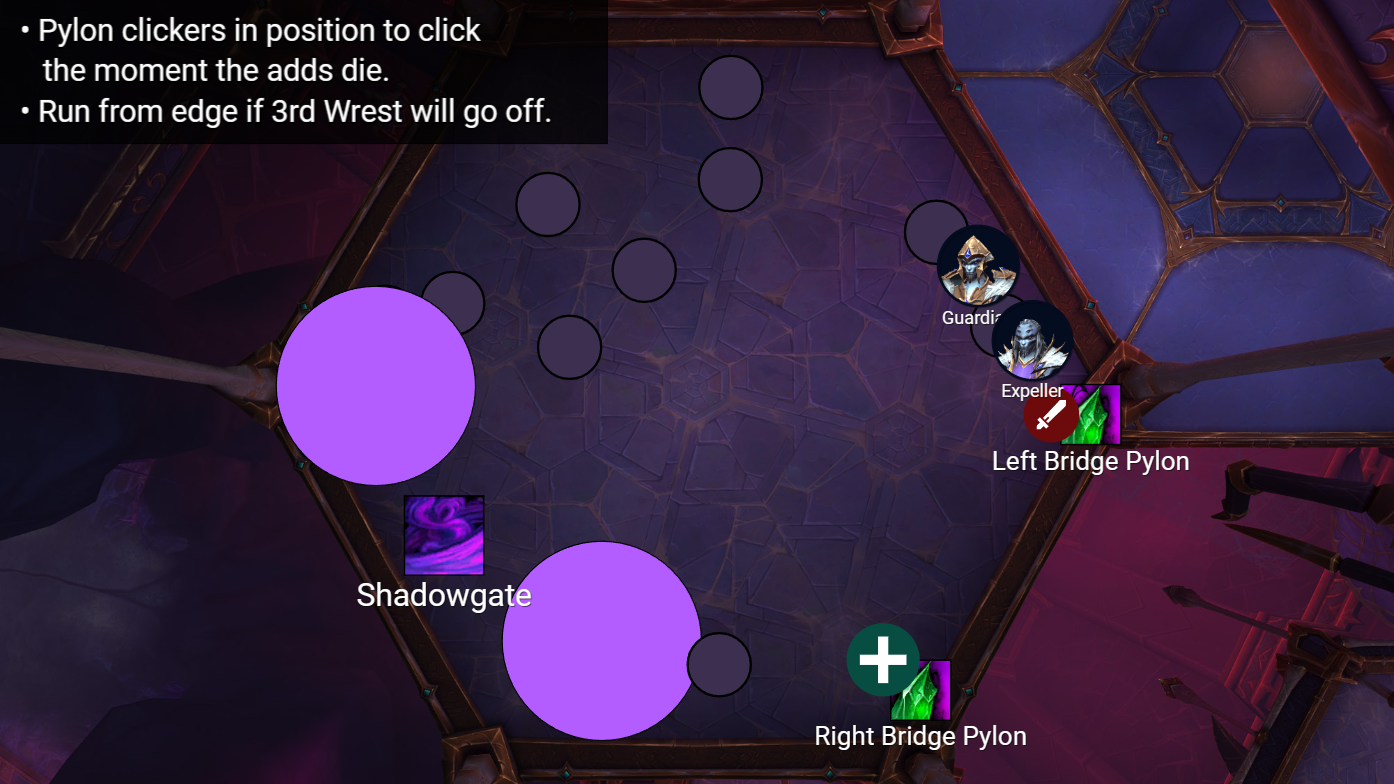 • Pylon clickers in position to click
the moment the adds die.
• Run from edge if 3rd Wrest will go off.
Expeller
Left Bridge Pylon
Shadowgate
Right Bridge Pylon